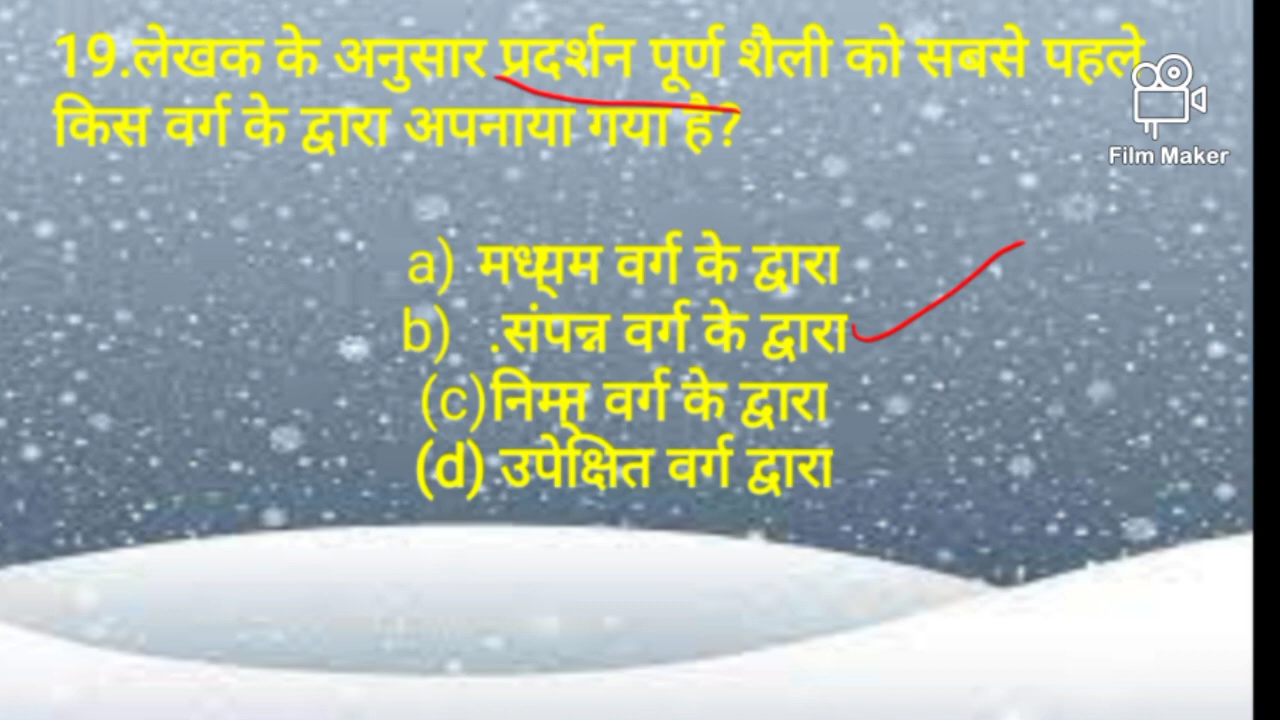 19.लेखक के अनुसार प्रदर्शन पूर्ण शैली को सबसे पहले
किस वर्ग के द्वारा अपनाया गया है?
Film Maker
a) मध्यम वर्ग के द्वारा
b) .संपन्न वर्ग के द्वारा
(c)निम्न वर्ग के द्वारा
(d) उपेक्षित वर्ग द्वारा